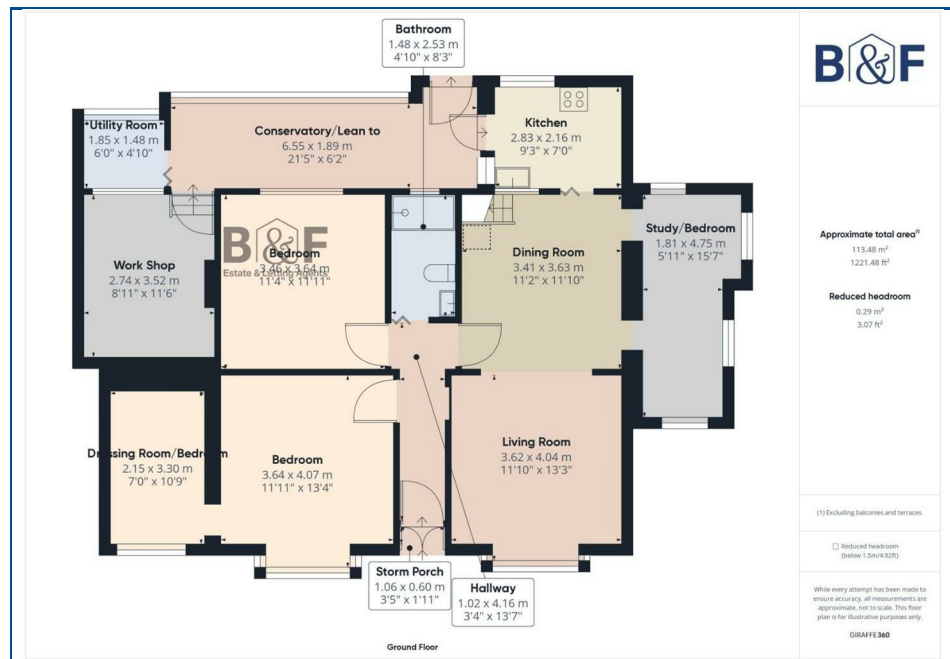 Bathroom
1.48 x 2.53 m
4'10" x 8'3"
Utility Room
1.85 x 1.48 m
6'0" x 4'10"
Conservatory/Lean to
6.55 x 1.89 m
21'5" x 6'2"
Kitchen
2.83 x 2.16 m
9'3" x 7'0"
Work Shop
2.74 x 3.52 m
8'11" x 11'6"
B&F
Estate & Letting Agents
Bedroom
3.46 x 3.64 m
11'4" x 11'11"
Dining Room
3.41 x 3.63 m
11'2" x 11'10"
Study/Bedroom
1.81 x 4.75 m
5'11" x 15'7"
Dressing Room/Bedroom
2.15 x 3.30 m
7'0" x 10'9"
Bedroom
3.64 x 4.07 m
11'11" x 13'4"
Living Room
3.62 x 4.04 m
11'10" x 13'3"
Storm Porch
1.06 x 0.60 m
3'5" x 1'11"
Hallway
1.02 x 4.16 m
3'4" x 13'7"
Ground Floor
B&F
Approximate total area⁽¹⁾
113.48 m²
1221.48 ft²
Reduced headroom
0.29 m²
3.07 ft²
(1) Excluding balconies and terraces
Reduced headroom
(below 1.5m/4.92ft)
While every attempt has been made to
ensure accuracy, all measurements are
approximate, not to scale. This floor
plan is for illustrative purposes only.
GIRAFFE360